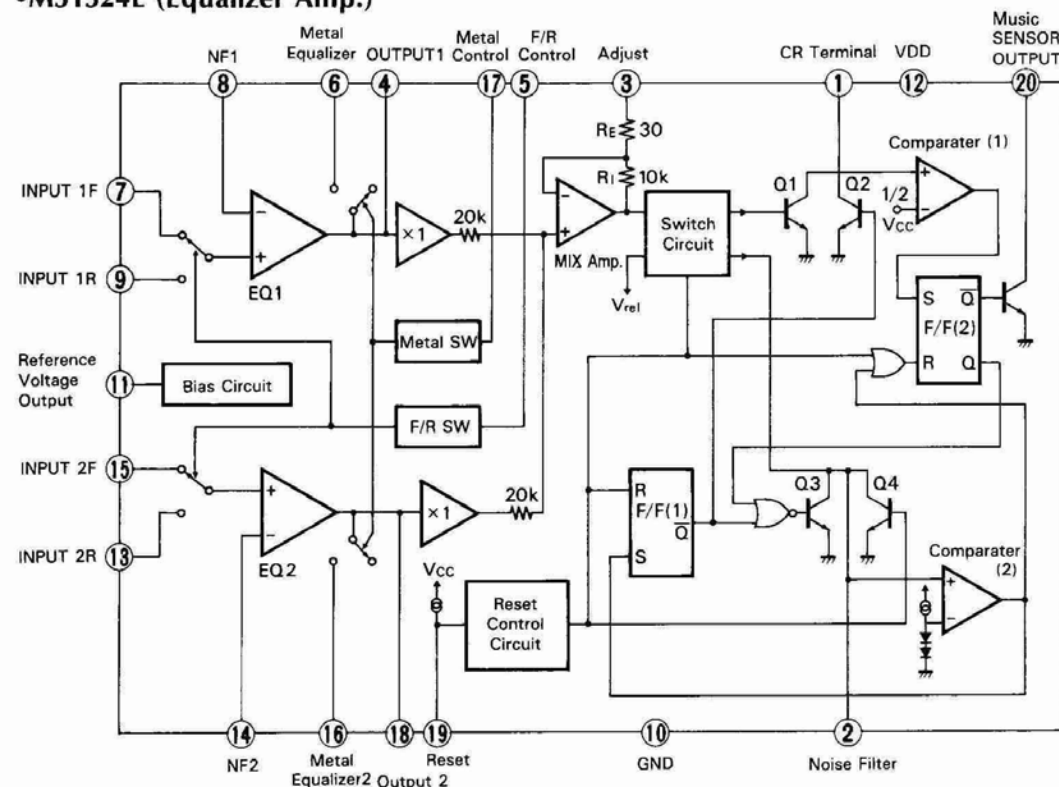 •M51524L (Equalizer Amp.)
NF1
Metal
Equalizer
OUTPUT1
Metal
Control
F/R
Control
Adjust
CR Terminal
VDD
Music
SENSOR
OUTPUT
8
6
4
17
5
3
1
12
20
RE 30
RI 10k
Comparater (1)
INPUT 1F
7
20k
Q1
Q2
1/2
VCC
×1
Switch
Circuit
MIX Amp.
Vrel
INPUT 1R
9
EQ1
S
Q
F/F(2)
R
Q
Metal SW
Reference
Voltage
Output
11
Bias Circuit
F/R SW
INPUT 2F
15
20k
×1
R
F/F(1)
Q
S
Q3
Q4
INPUT 2R
13
EQ2
VCC
Comparater
(2)
Reset
Control
Circuit
14
16
18
19
10
2
NF2
Metal
Equalizer2
Output 2
Reset
GND
Noise Filter